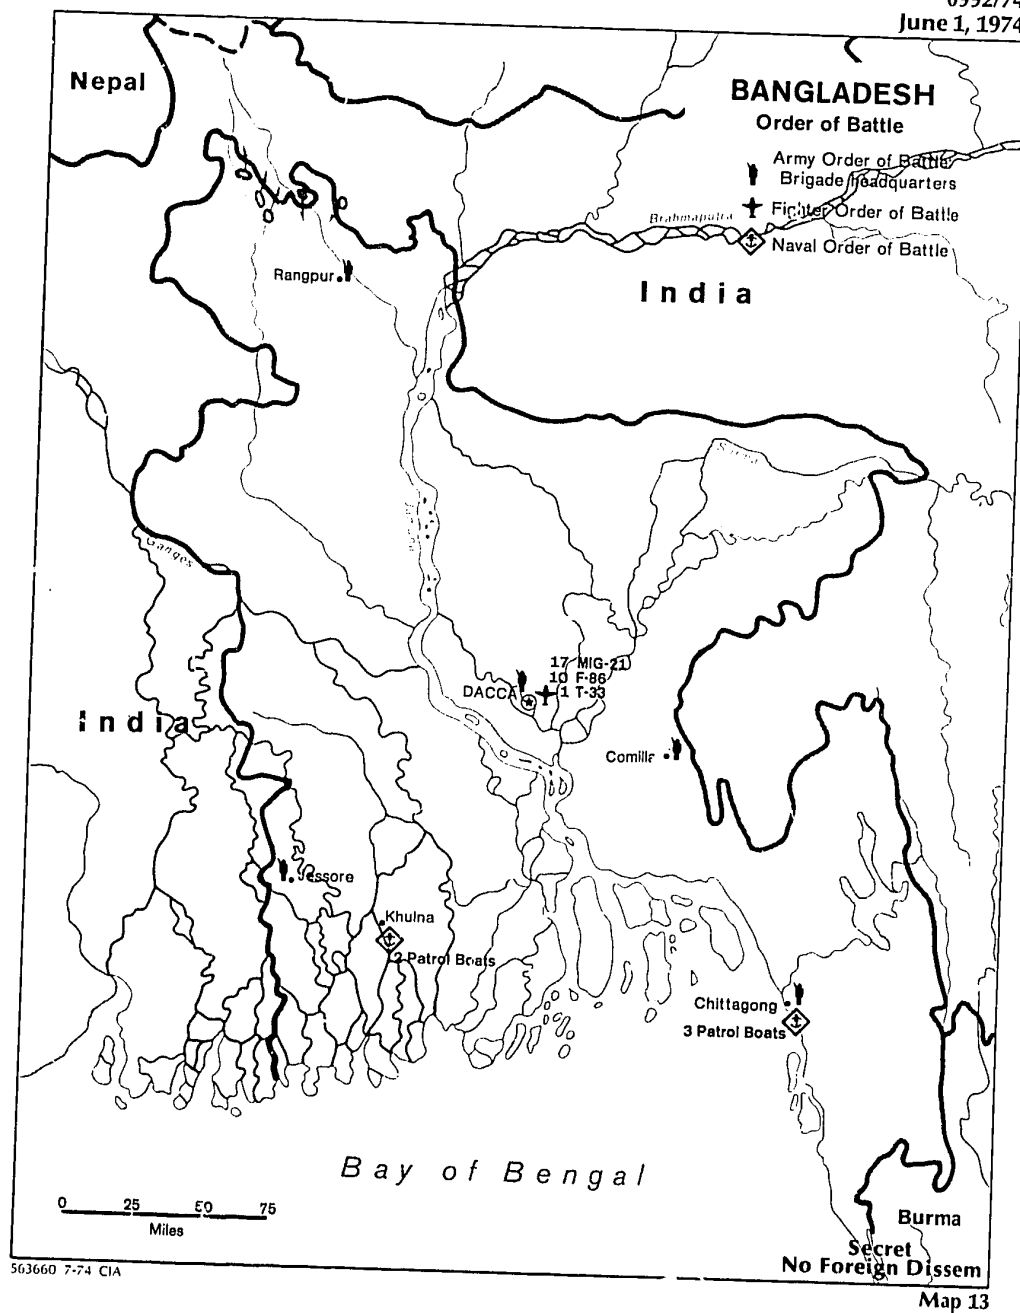 June 1, 1974
Nepal
BANGLADESH
Order of Battle
Army Order of Battle
Brigade Headquarters
Fighter Order of Battle
Brahmaputra
Naval Order of Battle
Rangpur
India
Ganges
17 MIG-21
10 F-86
1 T-33
DACCA
India
Comilla
Jessore
Khulna
2 Patrol Boats
Chittagong
3 Patrol Boats
Bay of Bengal
0 25 50 75
Miles
Burma
Secret
No Foreign Dissem
563660 7-74 CIA
Map 13